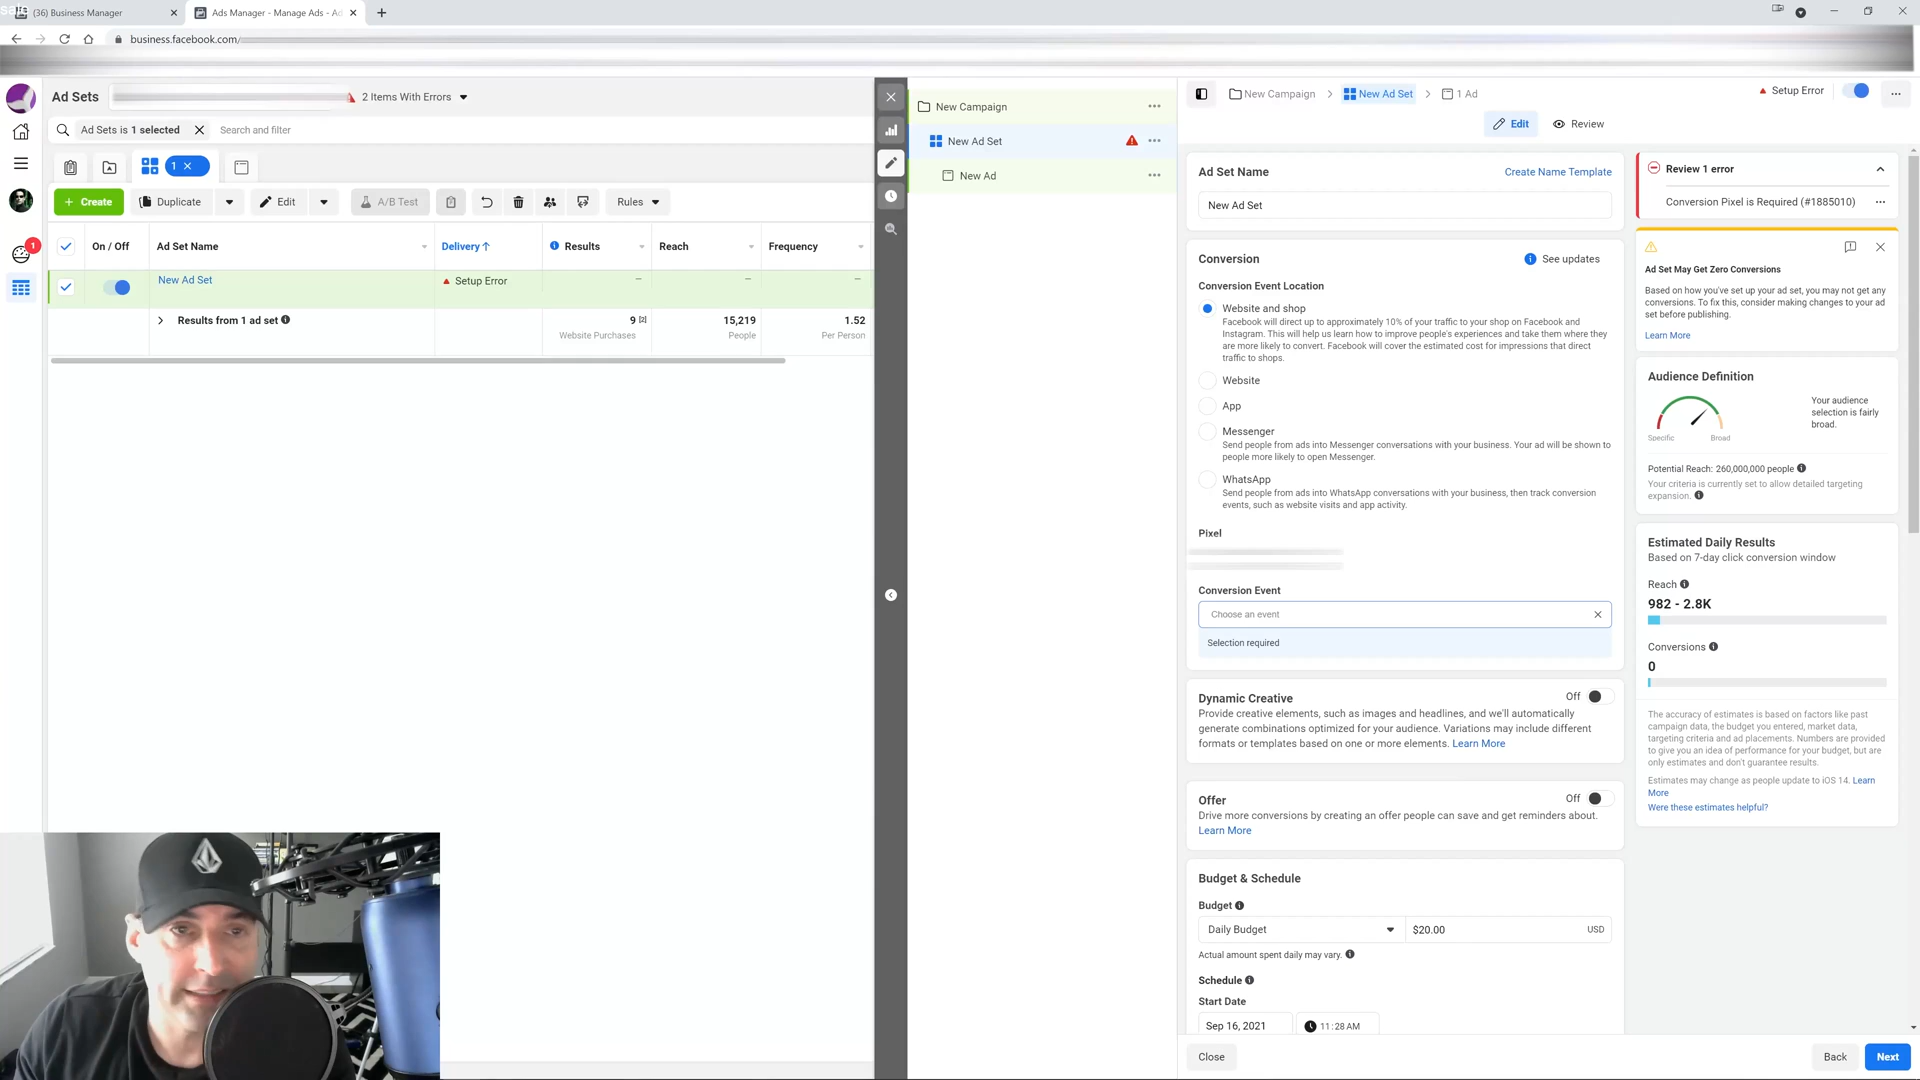 (36) Business Manager
Ads Manager - Manage Ads - Ad
business.facebook.com/
Ad Sets
2 Items With Errors
Ad Sets is 1 selected
Search and filter
1
Create
Duplicate
Edit
A/B Test
Rules
On / Off
Ad Set Name
Delivery
Results
Reach
Frequency
New Ad Set
Setup Error
—
—
—
Results from 1 ad set
9 [2]
15,219
1.52
Website Purchases
People
Per Person
1
New Campaign
New Ad Set
New Ad
New Campaign
New Ad Set
1 Ad
Setup Error
Edit
Review
Ad Set Name
Create Name Template
New Ad Set
Conversion
See updates
Conversion Event Location
Website and shop
Facebook will direct up to approximately 10% of your traffic to your shop on Facebook and
Instagram. This will help us learn how to improve people's experiences and take them where they
are more likely to convert. Facebook will cover the estimated cost for impressions that direct
traffic to shops.
Website
App
Messenger
Send people from ads into Messenger conversations with your business. Your ad will be shown to
people more likely to open Messenger.
WhatsApp
Send people from ads into WhatsApp conversations with your business, then track conversion
events, such as website visits and app activity.
Pixel
Conversion Event
Choose an event
Selection required
Dynamic Creative
Off
Provide creative elements, such as images and headlines, and we'll automatically
generate combinations optimized for your audience. Variations may include different
formats or templates based on one or more elements. Learn More
Offer
Off
Drive more conversions by creating an offer people can save and get reminders about.
Learn More
Budget & Schedule
Budget
Daily Budget
$20.00
USD
Actual amount spent daily may vary.
Schedule
Start Date
Sep 16, 2021
11:28 AM
Close
Back
Next
Review 1 error
Conversion Pixel is Required (#1885010)
Ad Set May Get Zero Conversions
Based on how you've set up your ad set, you may not get any
conversions. To fix this, consider making changes to your ad
set before publishing.
Learn More
Audience Definition
Your audience
selection is fairly
broad.
Specific
Broad
Potential Reach: 260,000,000 people
Your criteria is currently set to allow detailed targeting
expansion.
Estimated Daily Results
Based on 7-day click conversion window
Reach
982 - 2.8K
Conversions
0
The accuracy of estimates is based on factors like past
campaign data, the budget you entered, market data,
targeting criteria and ad placements. Numbers are provided
to give you an idea of performance for your budget, but are
only estimates and don't guarantee results.
Estimates may change as people update to iOS 14. Learn
More
Were these estimates helpful?